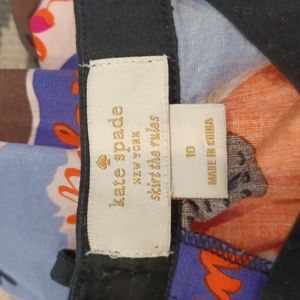 kate spade
NEW YORK
skirt the rules
10
MADE IN CHINA